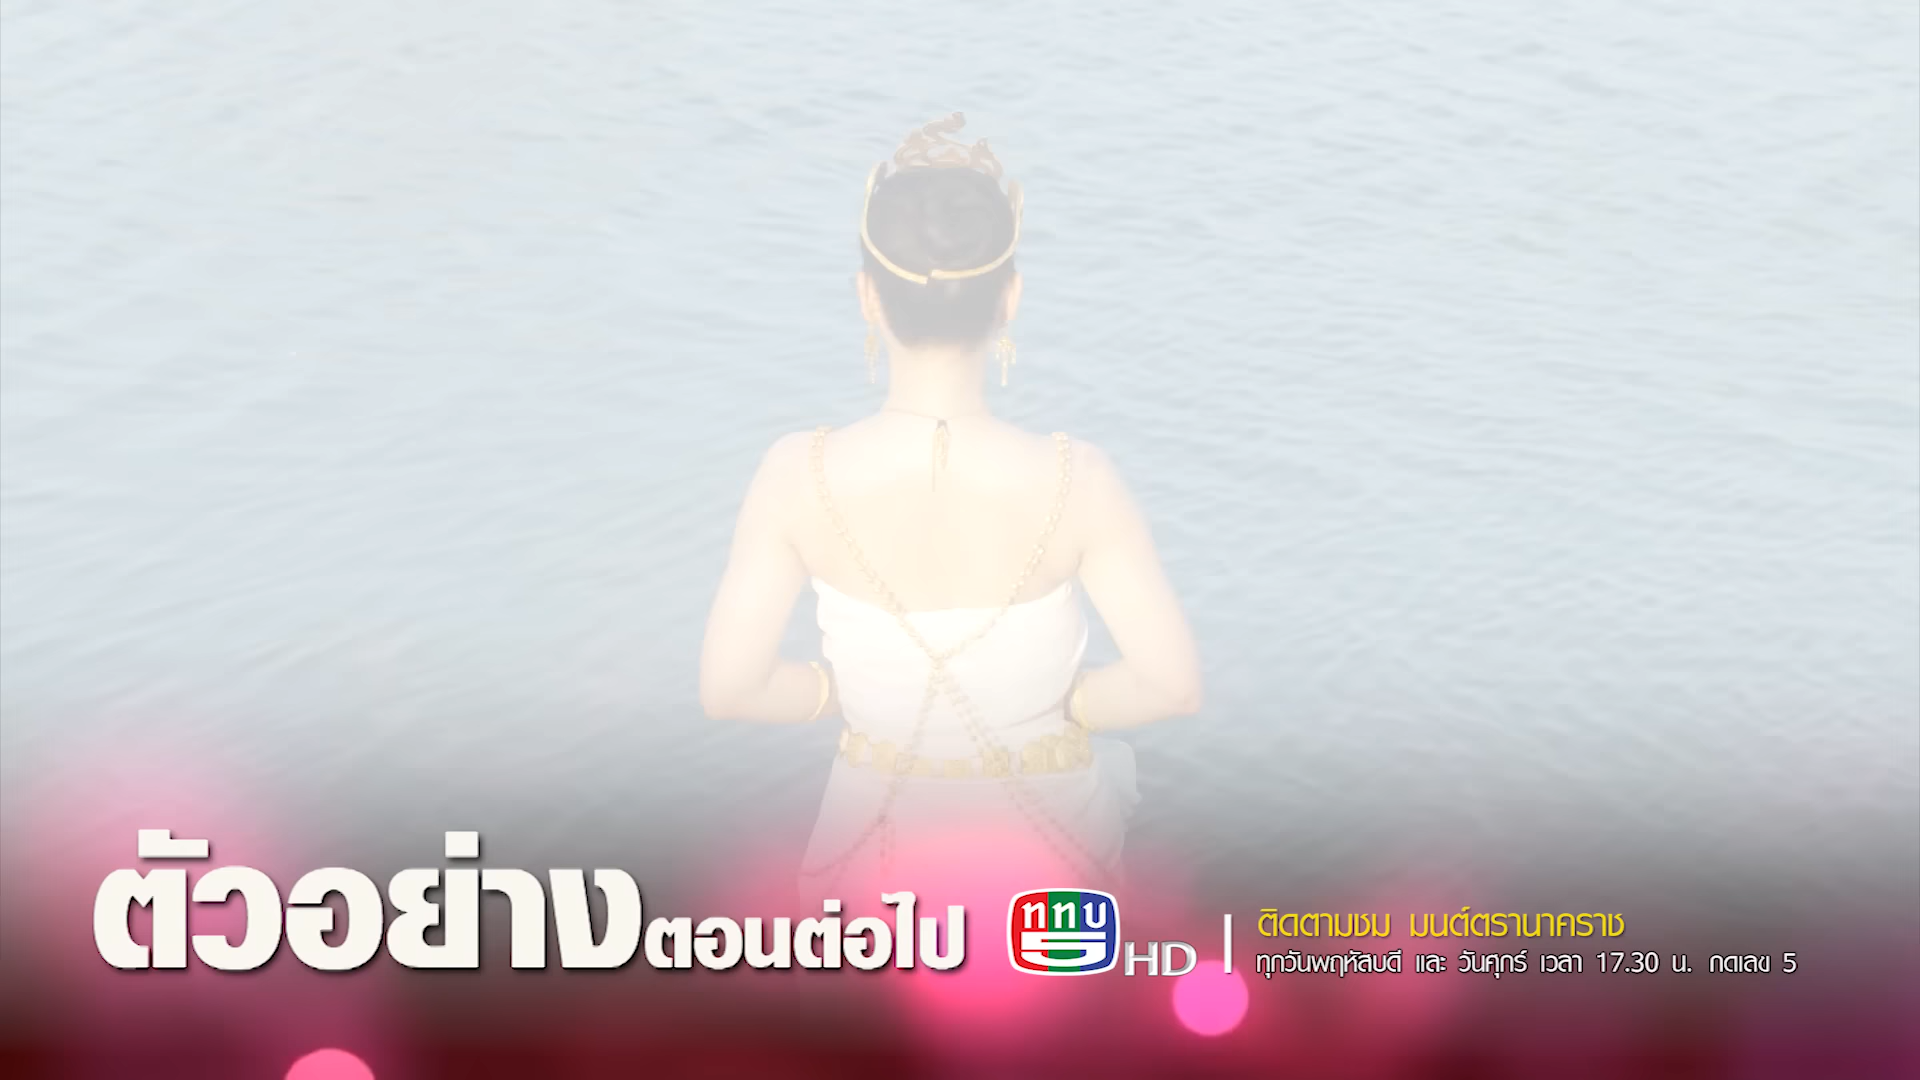 ตัวอย่างตอนต่อไป
ททบ 5 HD
ติดตามชม มนต์ตรานาคราช
ทุกวันพฤหัสบดี และ วันศุกร์ เวลา 17.30 น. กดเลข 5